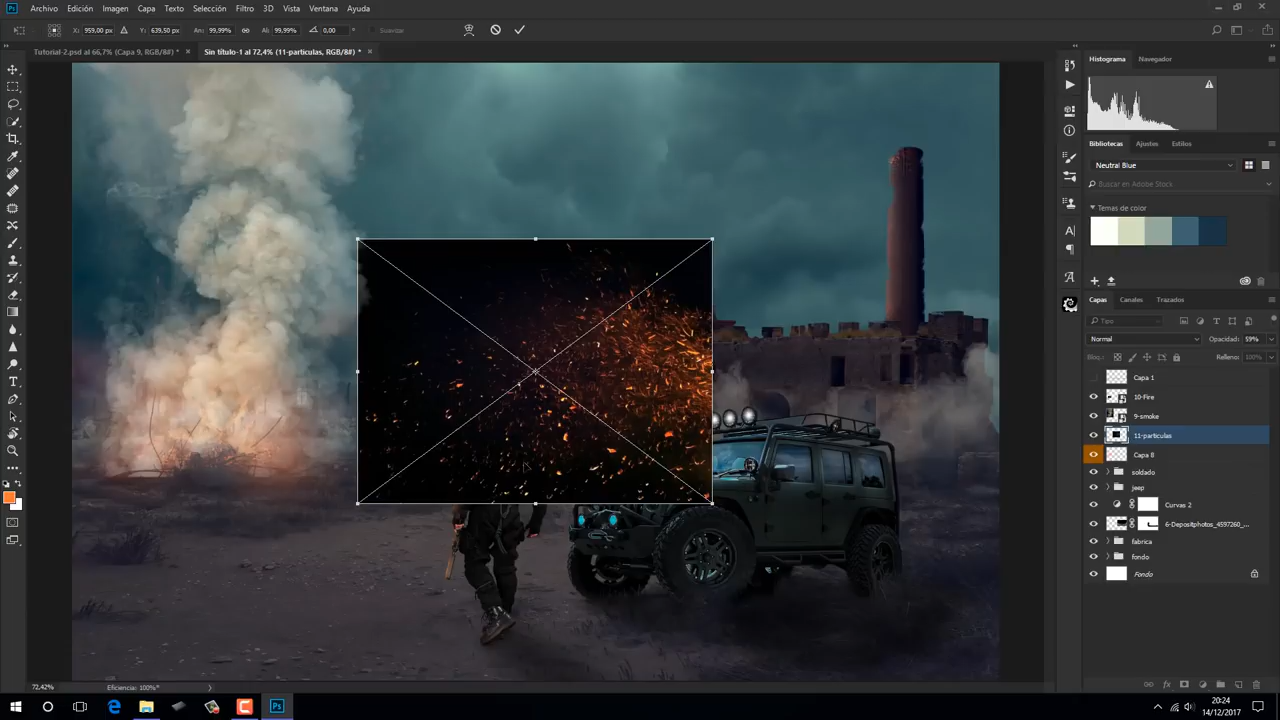 Archivo Edición Imagen Capa Texto Selección Filtro 3D Vista Ventana Ayuda
X: 959,00 px Y: 639,50 px An: 99,99% Al: 99,99% 0,00 ° Suavizar
Tutorial-2.psd al 66,7% (Capa 9, RGB/8#) * × Sin título-1 al 72,4% (11-particulas, RGB/8#) * ×
Histograma Navegador
Bibliotecas Ajustes Estilos
Neutral Blue
Buscar en Adobe Stock
Temas de color
Capas Canales Trazados
Tipo
Normal Opacidad: 59%
Bloq.: Relleno: 100%
Capa 1
10-Fire
9-smoke
11-particulas
Capa 8
soldado
jeep
Curvas 2
6-Depositphotos_4597260_...
fabrica
fondo
Fondo
72,42% Eficiencia: 100%*
Ps
20:24
14/12/2017